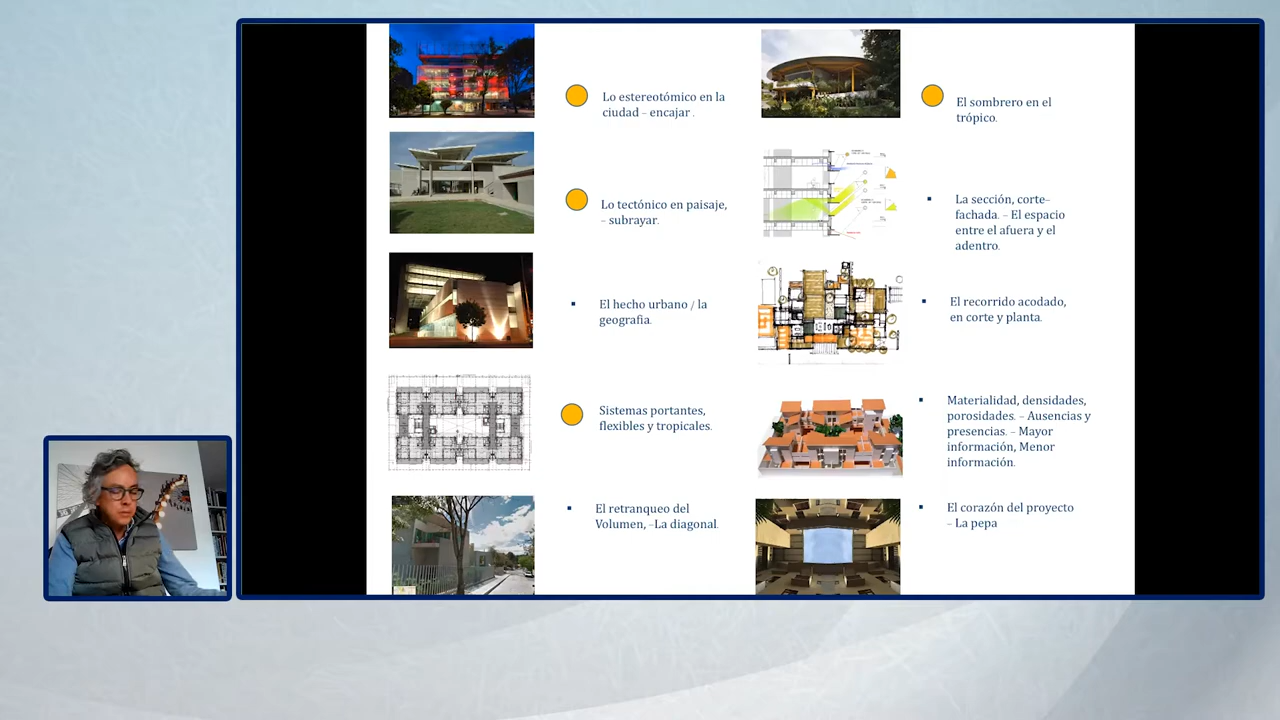 Lo estereotómico en la
ciudad – encajar .
Lo tectónico en paisaje,
– subrayar.
El hecho urbano / la
geografia.
Sistemas portantes,
flexibles y tropicales.
El retranqueo del
Volumen, –La diagonal.
El sombrero en el
trópico.
La sección, corte-
fachada. – El espacio
entre el afuera y el
adentro.
El recorrido acodado,
en corte y planta.
Materialidad, densidades,
porosidades. – Ausencias y
presencias. – Mayor
información, Menor
información.
El corazón del proyecto
– La pepa